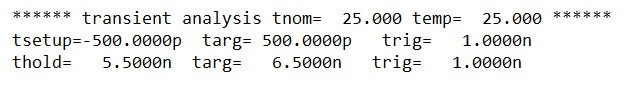 ****** transient analysis tnom= 25.000 temp= 25.000 ******
tsetup=-500.0000p targ= 500.0000p trig= 1.0000n
thold= 5.5000n targ= 6.5000n trig= 1.0000n